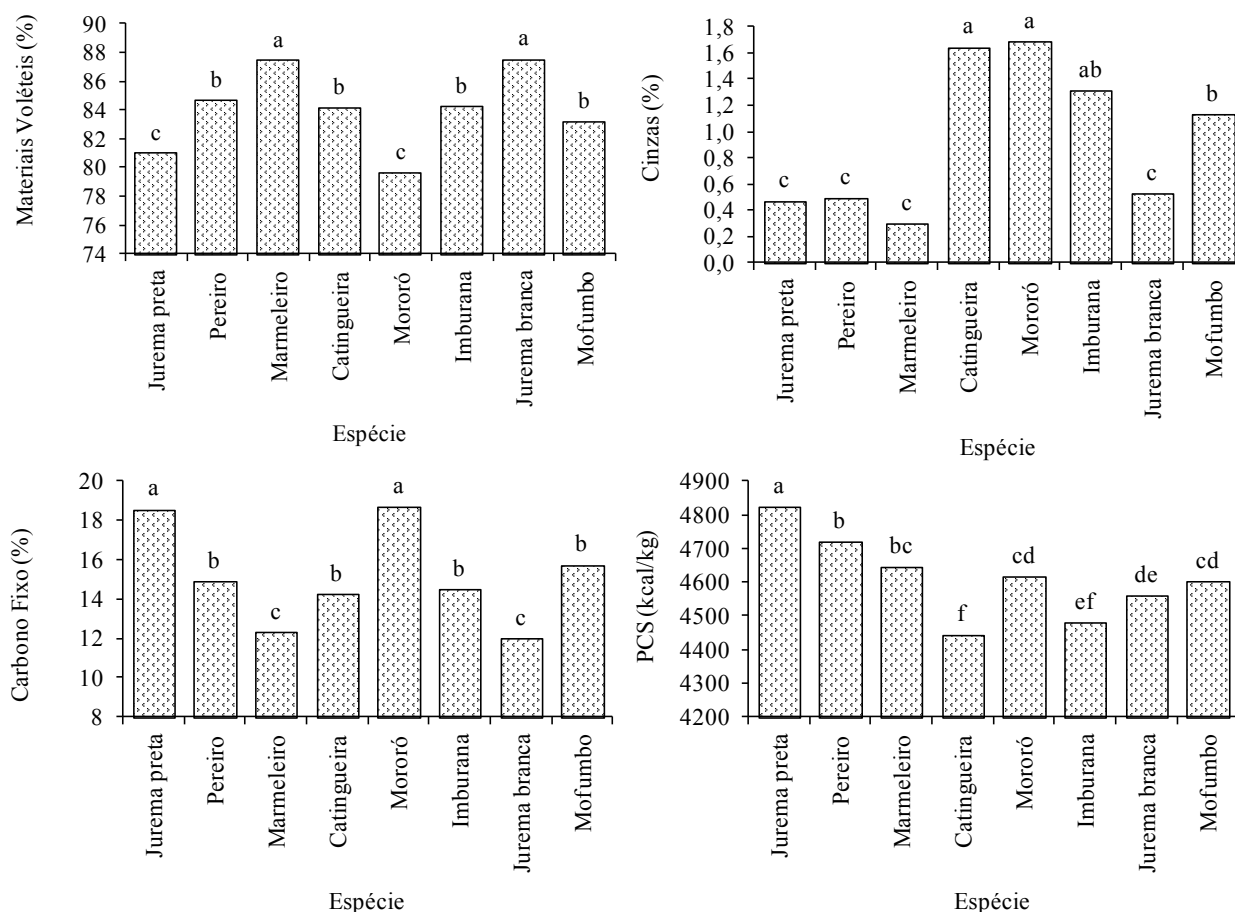 Materiais Voléteis (%)
90
88
86
84
82
80
78
76
74
c
b
a
b
c
b
a
b
Jurema preta
Pereiro
Marmeleiro
Catingueira
Mororó
Imburana
Jurema branca
Mofumbo
Espécie
Cinzas (%)
1,8
1,6
1,4
1,2
1,0
0,8
0,6
0,4
0,2
0,0
c
c
c
a
a
ab
c
b
Jurema preta
Pereiro
Marmeleiro
Catingueira
Mororó
Imburana
Jurema branca
Mofumbo
Espécie
Carbono Fixo (%)
20
18
16
14
12
10
8
a
b
c
b
a
b
c
b
Jurema preta
Pereiro
Marmeleiro
Catingueira
Mororó
Imburana
Jurema branca
Mofumbo
Espécie
PCS (kcal/kg)
4900
4800
4700
4600
4500
4400
4300
4200
a
b
bc
f
cd
ef
de
cd
Jurema preta
Pereiro
Marmeleiro
Catingueira
Mororó
Imburana
Jurema branca
Mofumbo
Espécie